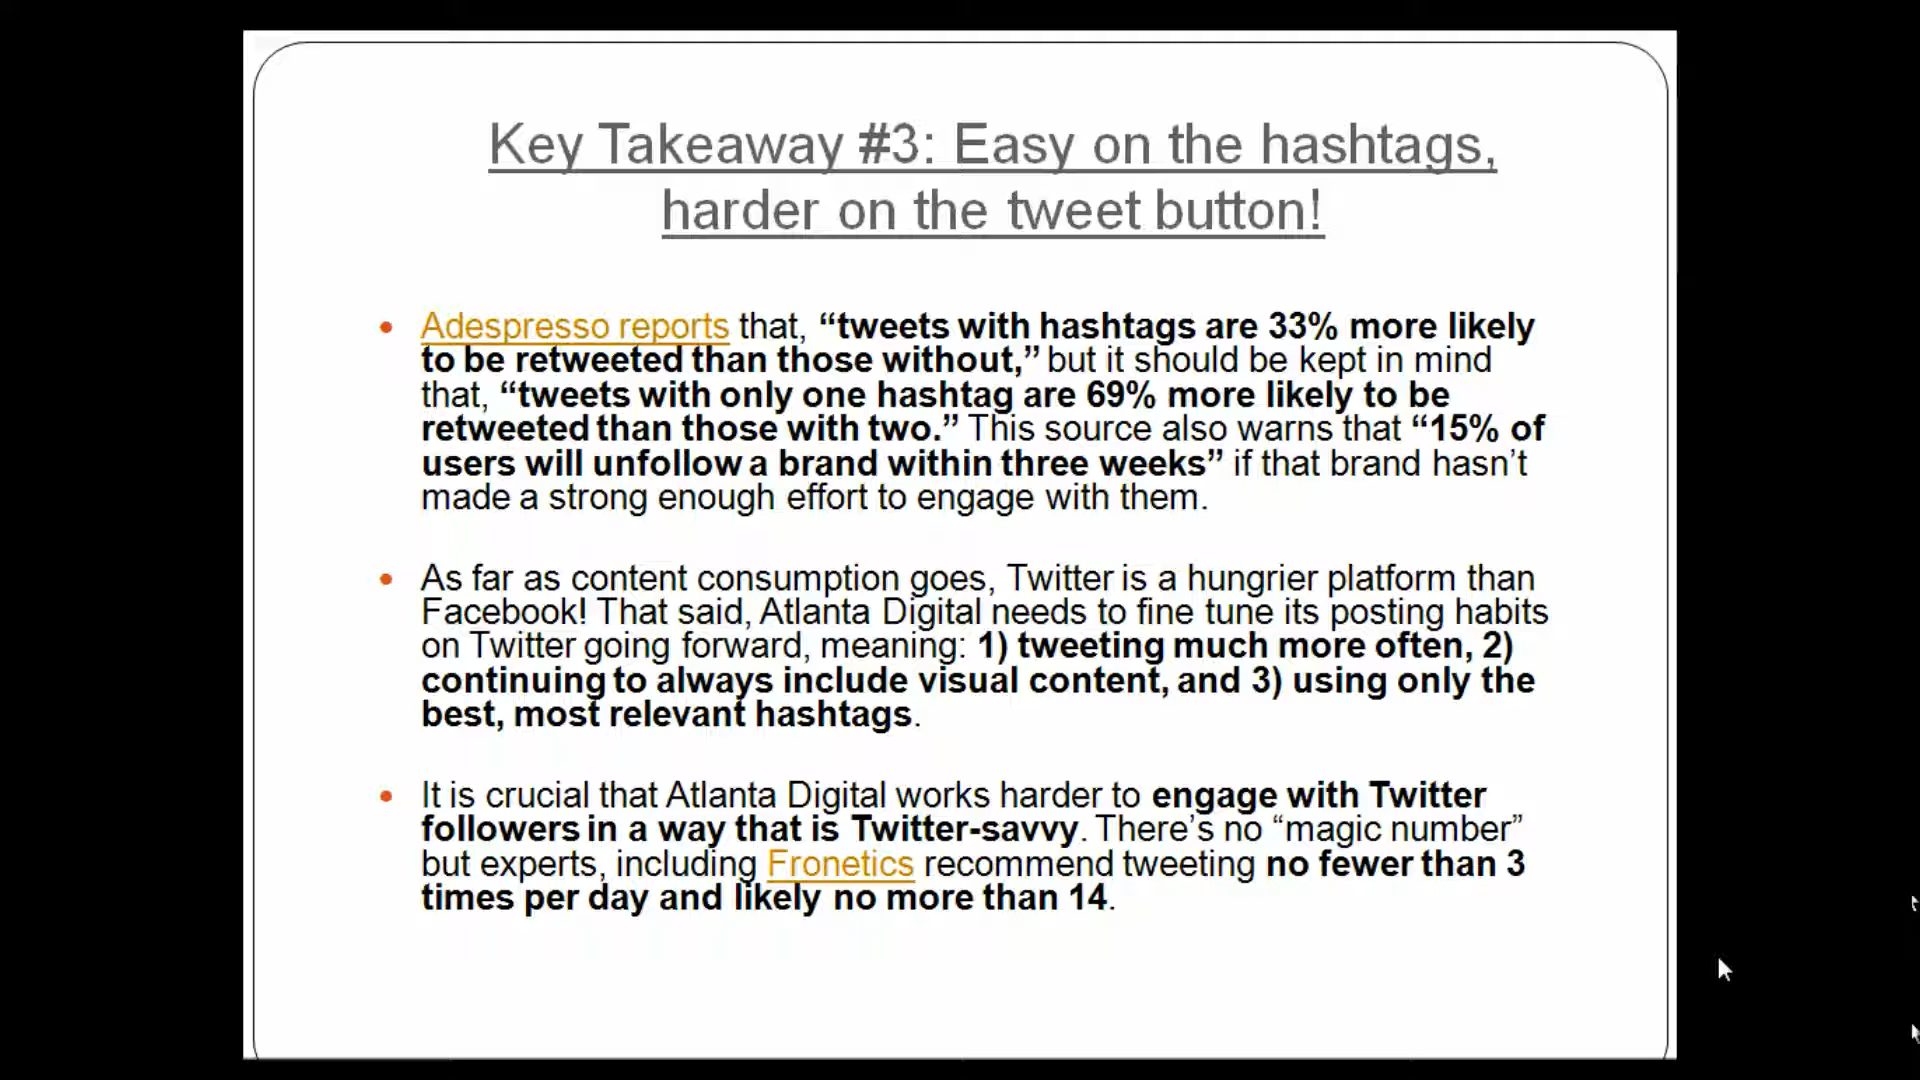 Key Takeaway #3: Easy on the hashtags,
harder on the tweet button!
• Adespresso reports that, “tweets with hashtags are 33% more likely
to be retweeted than those without,” but it should be kept in mind
that, “tweets with only one hashtag are 69% more likely to be
retweeted than those with two.” This source also warns that “15% of
users will unfollow a brand within three weeks” if that brand hasn’t
made a strong enough effort to engage with them.
• As far as content consumption goes, Twitter is a hungrier platform than
Facebook! That said, Atlanta Digital needs to fine tune its posting habits
on Twitter going forward, meaning: 1) tweeting much more often, 2)
continuing to always include visual content, and 3) using only the
best, most relevant hashtags.
• It is crucial that Atlanta Digital works harder to engage with Twitter
followers in a way that is Twitter-savvy. There’s no “magic number”
but experts, including Fronetics recommend tweeting no fewer than 3
times per day and likely no more than 14.